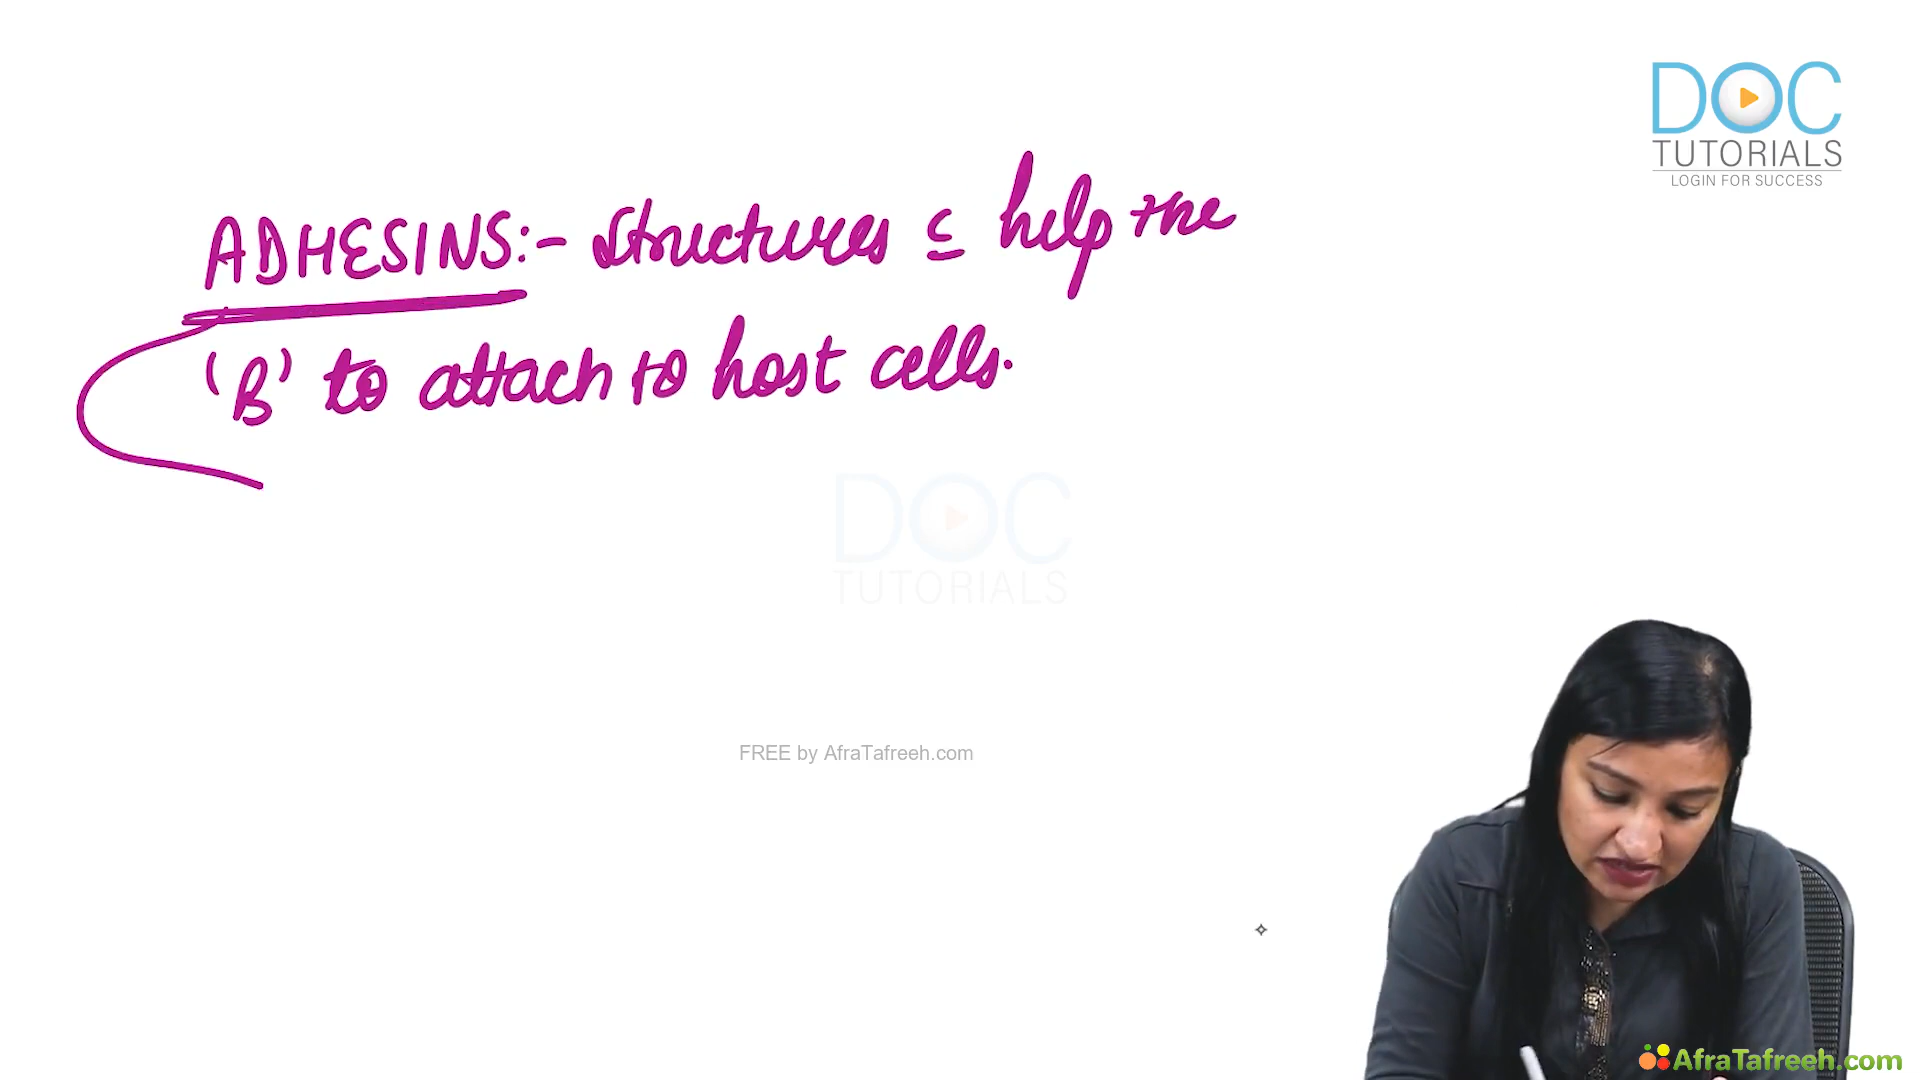 DOC
TUTORIALS
LOGIN FOR SUCCESS
ADHESINS:- structures c help the
'B' to attach to host cells.
DOC
TUTORIALS
FREE by AfraTafreeh.com
AfraTafreeh.com